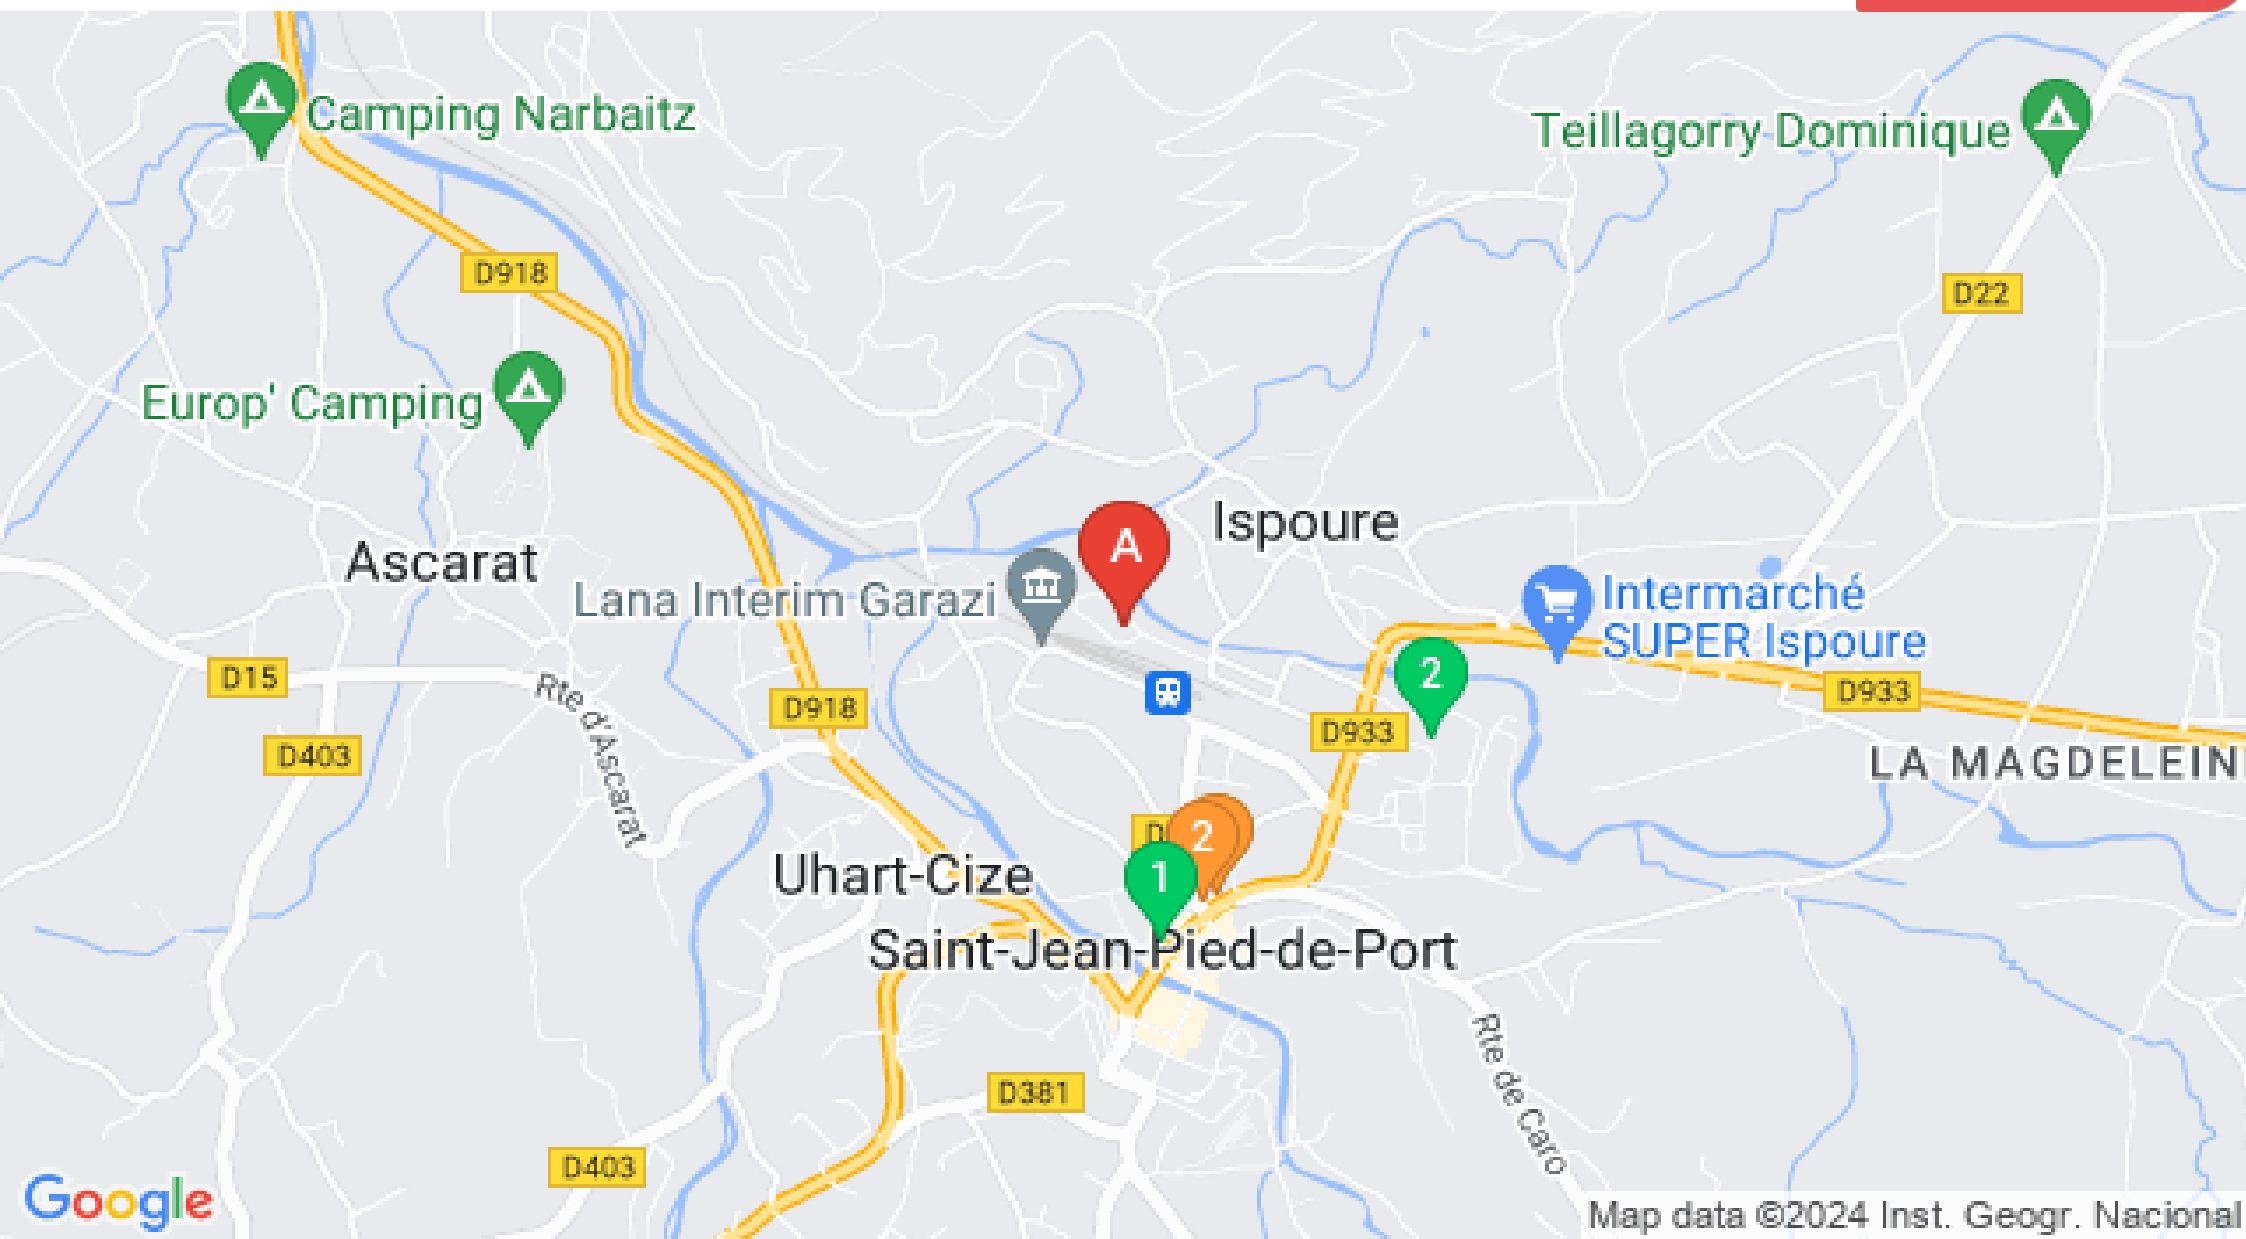 Camping Narbaitz
Teillagorry Dominique
D918
D22
Europ' Camping
Ispoure
A
Ascarat
Lana Interim Garazi
Intermarché
SUPER Ispoure
D15
Rte d'Ascarat
2
D918
D933
D933
D403
LA MAGDELEIN
2
1
Uhart-Cize
Saint-Jean-Pied-de-Port
Rte de Caro
D381
D403
Google
Map data ©2024 Inst. Geogr. Nacional